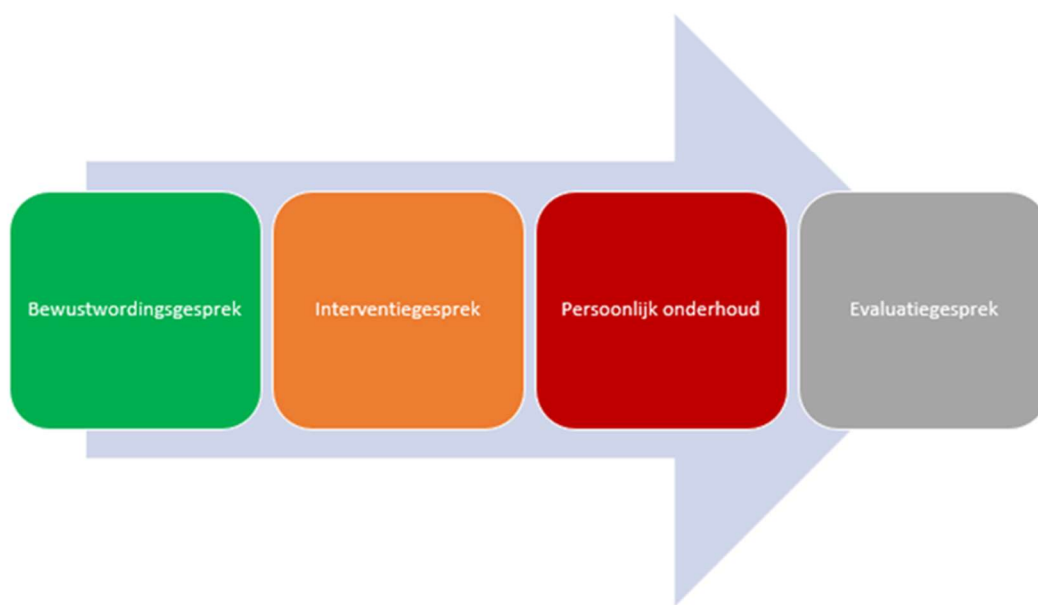 Bewustwordingsgesprek
Interventiegesprek
Persoonlijk onderhoud
Evaluatiegesprek